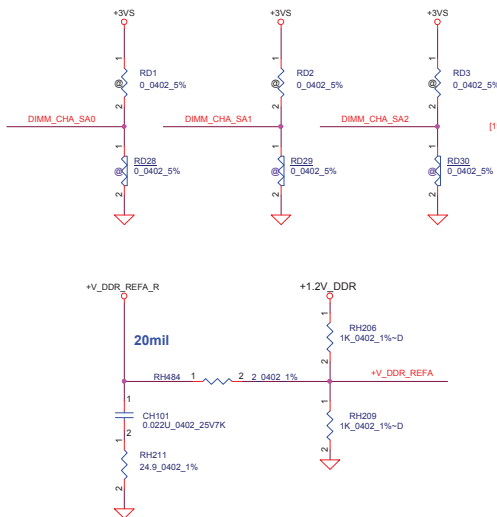 +3VS
+3VS
+3VS
1
RD1
@
0_0402_5%
2
1
RD2
@
0_0402_5%
2
1
RD3
@
0_0402_5%
2
DIMM_CHA_SA0
DIMM_CHA_SA1
DIMM_CHA_SA2
[1
1
RD28
@
0_0402_5%
2
1
RD29
@
0_0402_5%
2
1
RD30
@
0_0402_5%
2
+V_DDR_REFA_R
+1.2V_DDR
20mil
1
RH206
1K_0402_1%~D
2
RH484
1
2
2_0402_1%
+V_DDR_REFA
1
CH101
0.022U_0402_25V7K
2
1
RH211
24.9_0402_1%
2
1
RH209
1K_0402_1%~D
2